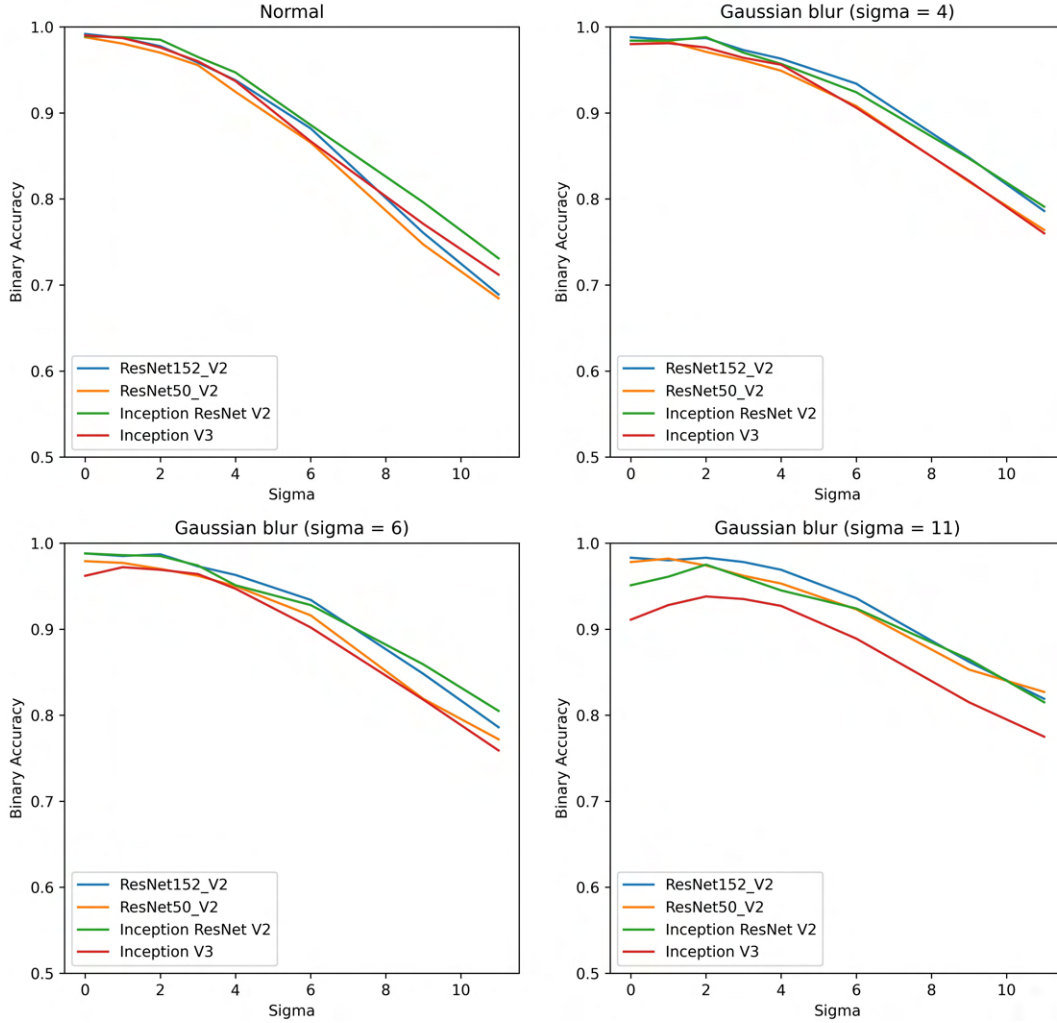 Normal
1.0
0.9
0.8
0.7
0.6
0.5
Binary Accuracy
ResNet152_V2
ResNet50_V2
Inception ResNet V2
Inception V3
0 2 4 6 8 10
Sigma
Gaussian blur (sigma = 4)
1.0
0.9
0.8
0.7
0.6
0.5
Binary Accuracy
ResNet152_V2
ResNet50_V2
Inception ResNet V2
Inception V3
0 2 4 6 8 10
Sigma
Gaussian blur (sigma = 6)
1.0
0.9
0.8
0.7
0.6
0.5
Binary Accuracy
ResNet152_V2
ResNet50_V2
Inception ResNet V2
Inception V3
0 2 4 6 8 10
Sigma
Gaussian blur (sigma = 11)
1.0
0.9
0.8
0.7
0.6
0.5
Binary Accuracy
ResNet152_V2
ResNet50_V2
Inception ResNet V2
Inception V3
0 2 4 6 8 10
Sigma